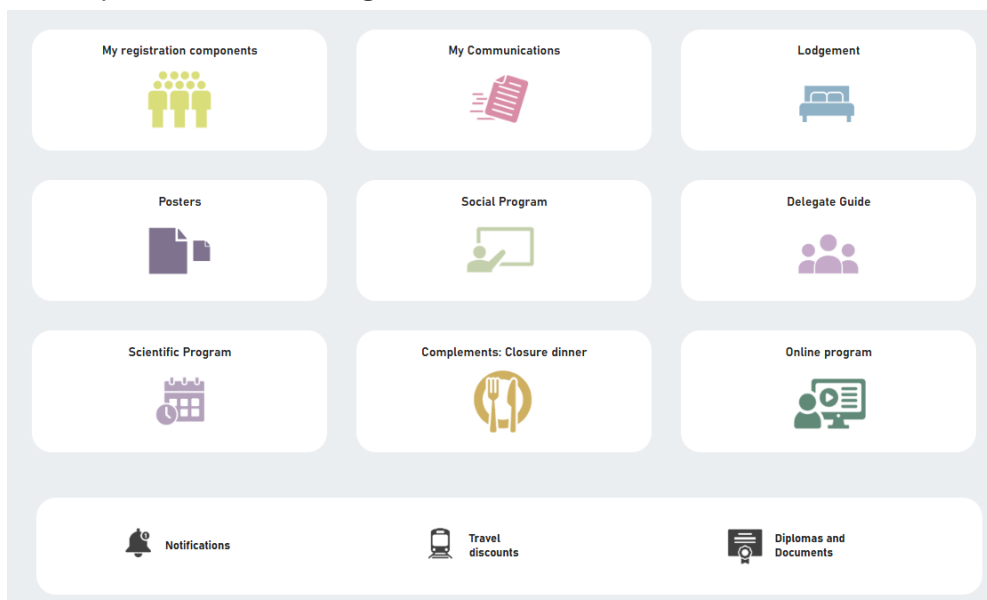 My registration components
My Communications
Lodgement
Posters
Social Program
Delegate Guide
Scientific Program
Complements: Closure dinner
Online program
Notifications
Travel
discounts
Diplomas and
Documents